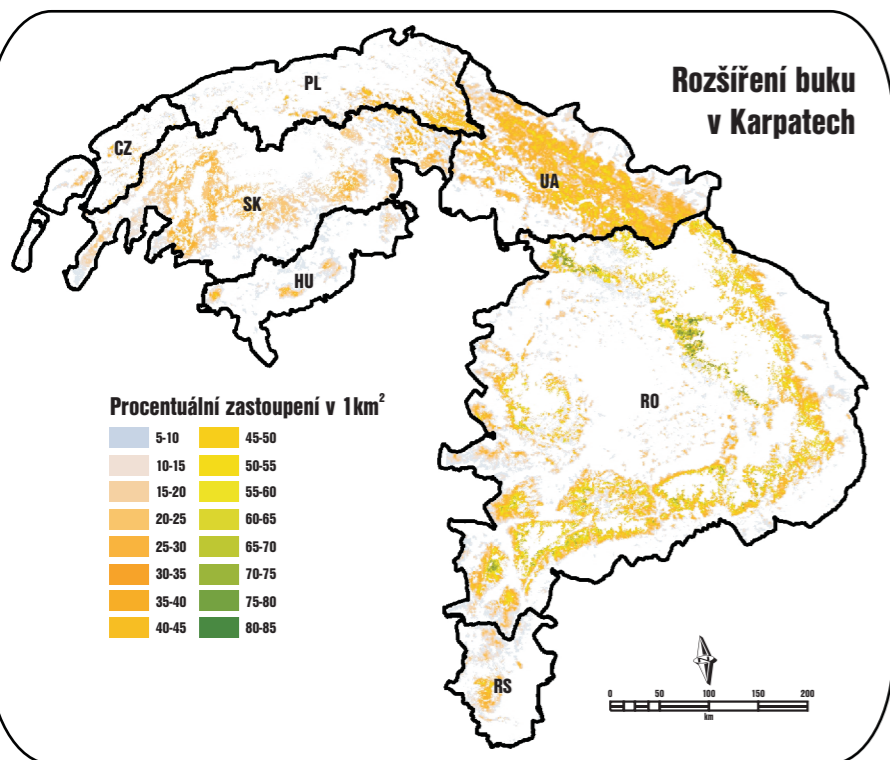 Rozšíření buku
v Karpatech
PL
CZ
SK
UA
HU
RO
RS
Procentuální zastoupení v 1km²
5-10
10-15
15-20
20-25
25-30
30-35
35-40
40-45
45-50
50-55
55-60
60-65
65-70
70-75
75-80
80-85
N
0 50 100 150 200
km